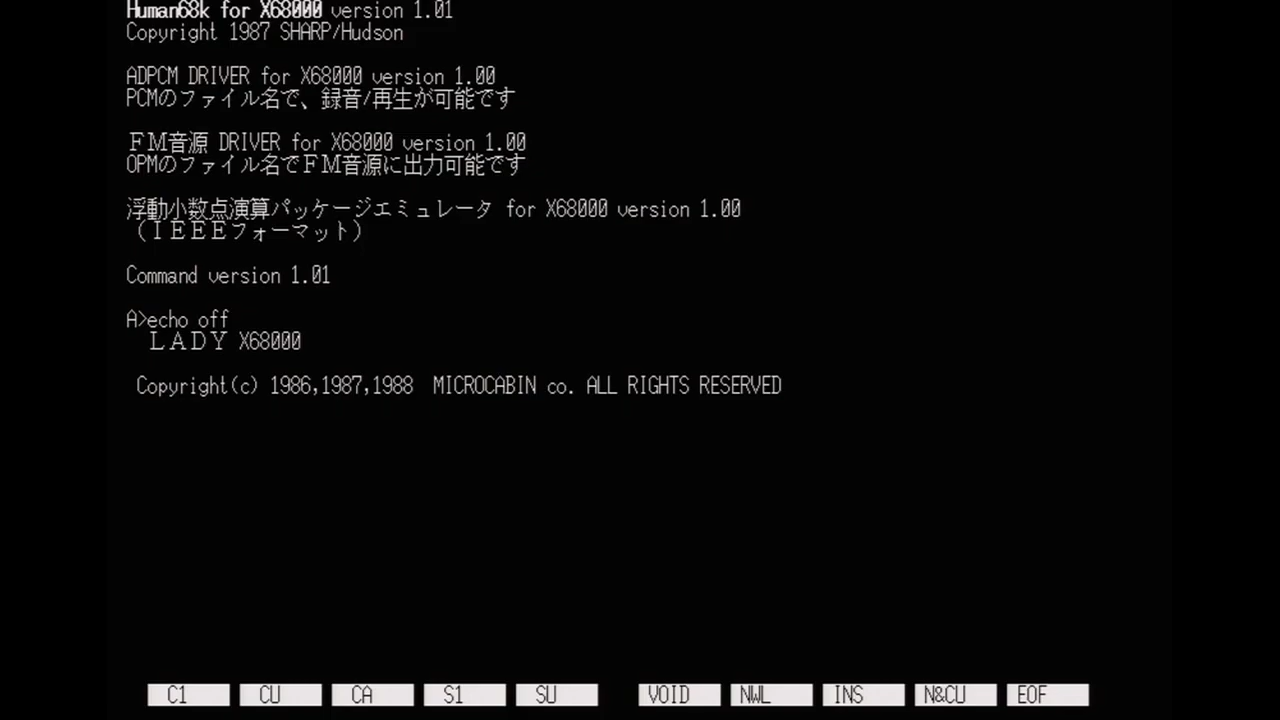 Human68k for X68000 version 1.01
Copyright 1987 SHARP/Hudson
ADPCM DRIVER for X68000 version 1.00
PCMのファイル名で、録音/再生が可能です
ＦＭ音源 DRIVER for X68000 version 1.00
OPMのファイル名でＦＭ音源に出力可能です
浮動小数点演算パッケージエミュレータ for X68000 version 1.00
（ＩＥＥＥフォーマット）
Command version 1.01
A>echo off
ＬＡＤＹ X68000
Copyright(c) 1986,1987,1988  MICROCABIN co. ALL RIGHTS RESERVED
C1 CU CA S1 SU VOID NWL INS N&CU EOF